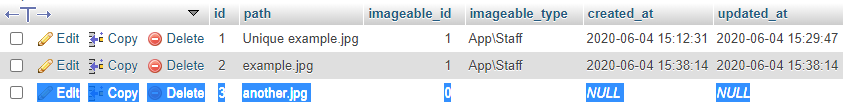 id path imageable_id imageable_type created_at updated_at
Edit Copy Delete 1 Unique example.jpg 1 App\Staff 2020-06-04 15:12:31 2020-06-04 15:29:47
Edit Copy Delete 2 example.jpg 1 App\Staff 2020-06-04 15:38:14 2020-06-04 15:38:14
Edit Copy Delete 3 another.jpg 0 NULL NULL